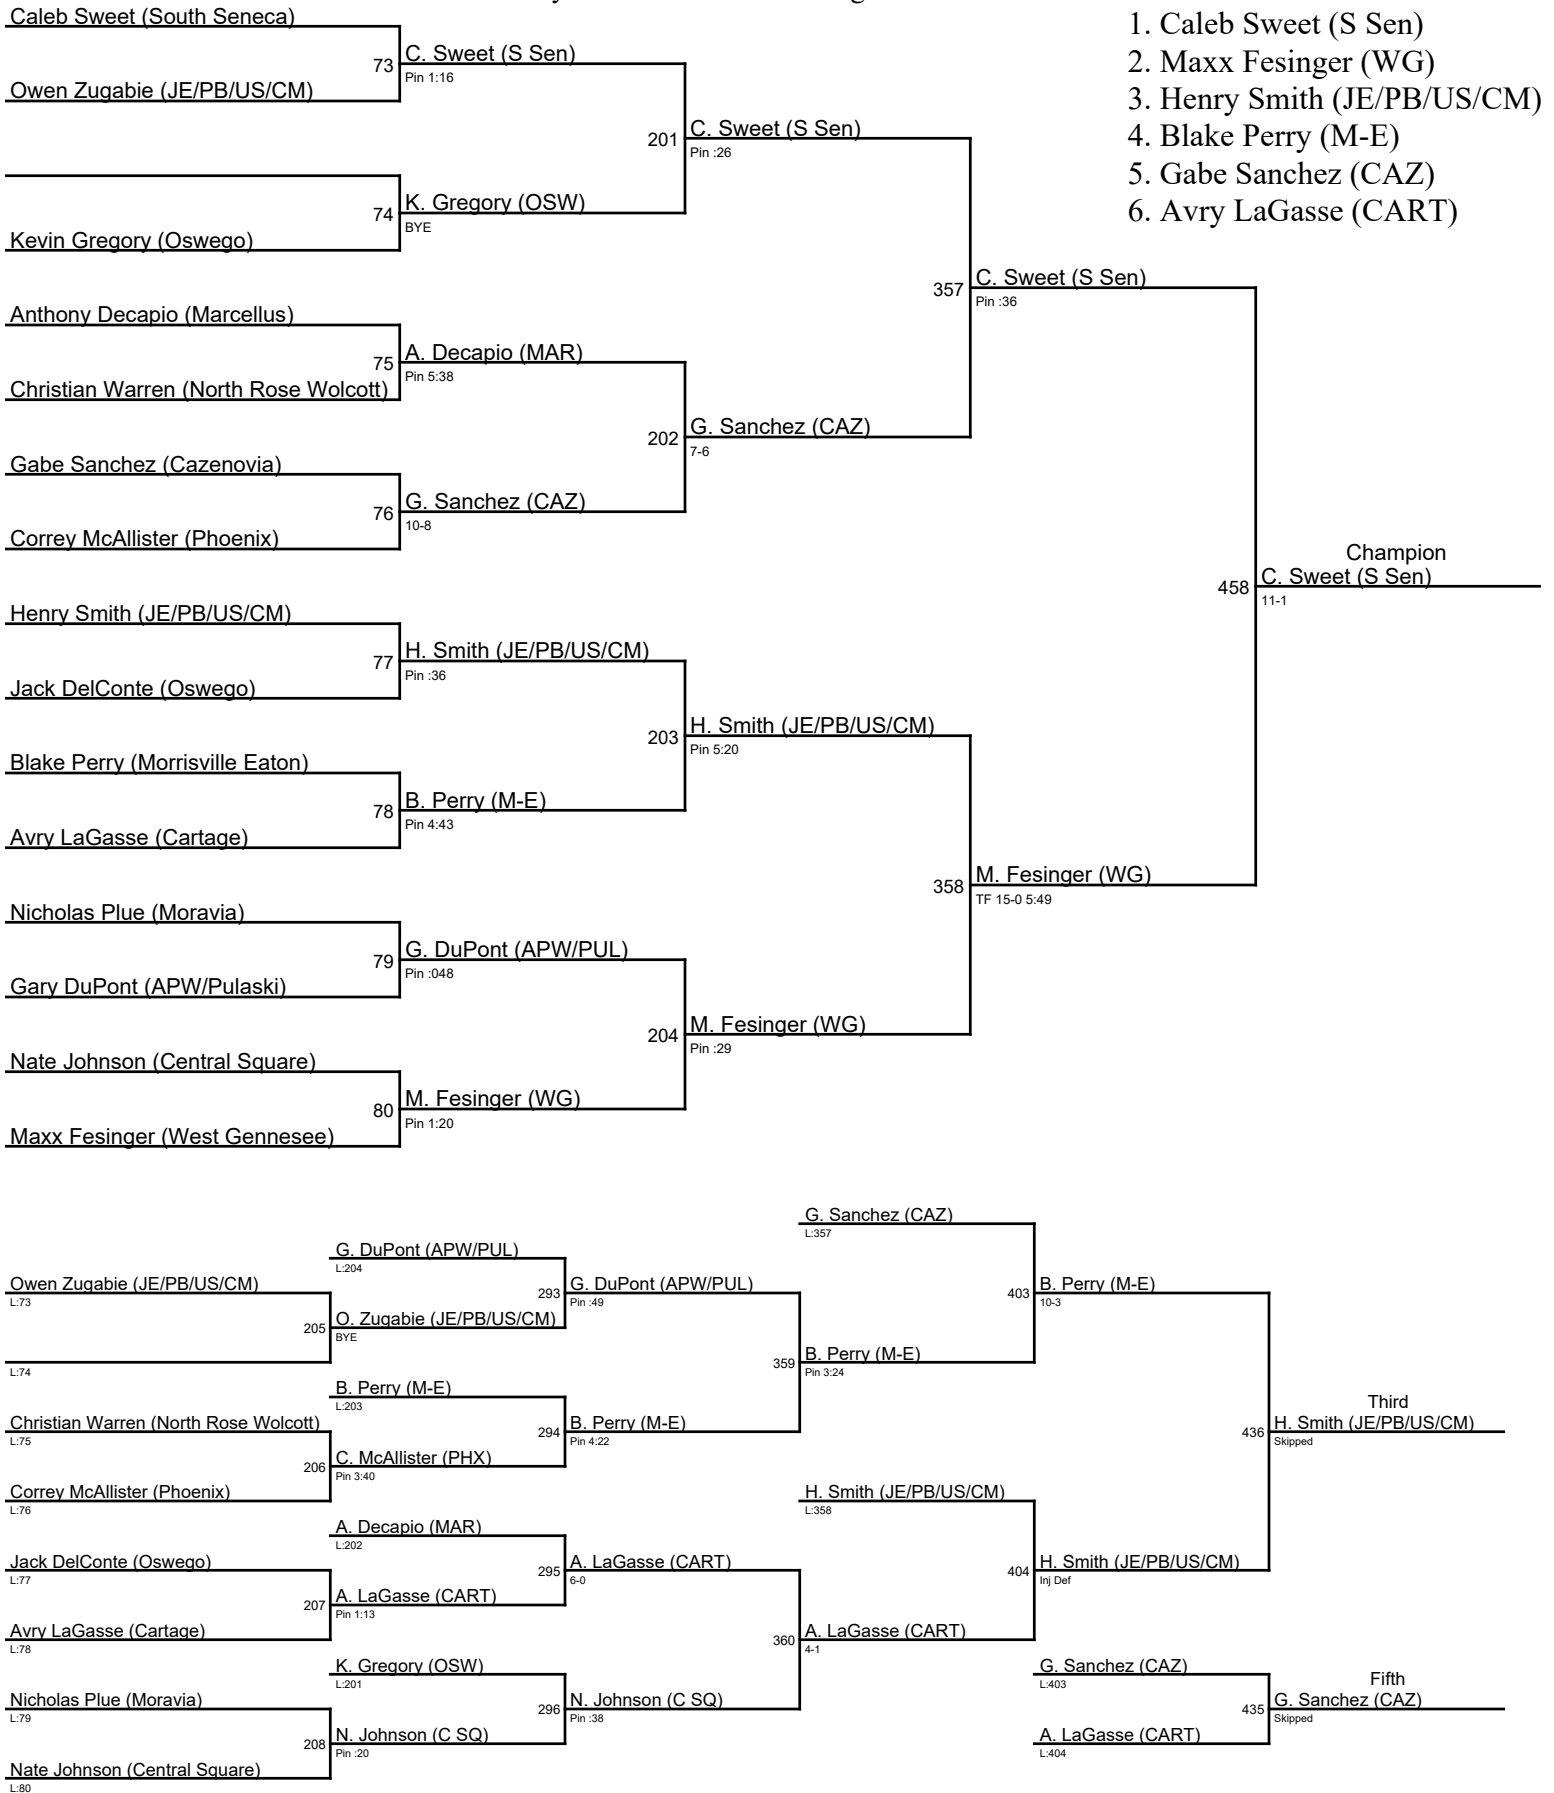 Caleb Sweet (South Seneca)
73
C. Sweet (S Sen)
Pin 1:16
Owen Zugabie (JE/PB/US/CM)
201
C. Sweet (S Sen)
Pin :26
74
K. Gregory (OSW)
BYE
Kevin Gregory (Oswego)
357
C. Sweet (S Sen)
Pin :36
Anthony Decapio (Marcellus)
75
A. Decapio (MAR)
Pin 5:38
Christian Warren (North Rose Wolcott)
202
G. Sanchez (CAZ)
7-6
Gabe Sanchez (Cazenovia)
76
G. Sanchez (CAZ)
10-8
Correy McAllister (Phoenix)
Champion
458
C. Sweet (S Sen)
11-1
Henry Smith (JE/PB/US/CM)
77
H. Smith (JE/PB/US/CM)
Pin :36
Jack DelConte (Oswego)
203
H. Smith (JE/PB/US/CM)
Pin 5:20
Blake Perry (Morrisville Eaton)
78
B. Perry (M-E)
Pin 4:43
Avry LaGasse (Cartage)
358
M. Fesinger (WG)
TF 15-0 5:49
Nicholas Plue (Moravia)
79
G. DuPont (APW/PUL)
Pin :048
Gary DuPont (APW/Pulaski)
204
M. Fesinger (WG)
Pin :29
Nate Johnson (Central Square)
80
M. Fesinger (WG)
Pin 1:20
Maxx Fesinger (West Gennesee)
1. Caleb Sweet (S Sen)
2. Maxx Fesinger (WG)
3. Henry Smith (JE/PB/US/CM)
4. Blake Perry (M-E)
5. Gabe Sanchez (CAZ)
6. Avry LaGasse (CART)
G. Sanchez (CAZ)
L:357
G. DuPont (APW/PUL)
L:204
Owen Zugabie (JE/PB/US/CM)
L:73
293
G. DuPont (APW/PUL)
Pin :49
403
B. Perry (M-E)
10-3
205
O. Zugabie (JE/PB/US/CM)
BYE
L:74
359
B. Perry (M-E)
Pin 3:24
B. Perry (M-E)
L:203
Christian Warren (North Rose Wolcott)
L:75
294
B. Perry (M-E)
Pin 4:22
Third
436
H. Smith (JE/PB/US/CM)
Skipped
206
C. McAllister (PHX)
Pin 3:40
Correy McAllister (Phoenix)
L:76
H. Smith (JE/PB/US/CM)
L:358
A. Decapio (MAR)
L:202
Jack DelConte (Oswego)
L:77
295
A. LaGasse (CART)
6-0
404
H. Smith (JE/PB/US/CM)
Inj Def
207
A. LaGasse (CART)
Pin 1:13
Avry LaGasse (Cartage)
L:78
360
A. LaGasse (CART)
4-1
K. Gregory (OSW)
L:201
G. Sanchez (CAZ)
L:403
Nicholas Plue (Moravia)
L:79
296
N. Johnson (C SQ)
Pin :38
Fifth
435
G. Sanchez (CAZ)
Skipped
208
N. Johnson (C SQ)
Pin :20
A. LaGasse (CART)
L:404
Nate Johnson (Central Square)
L:80